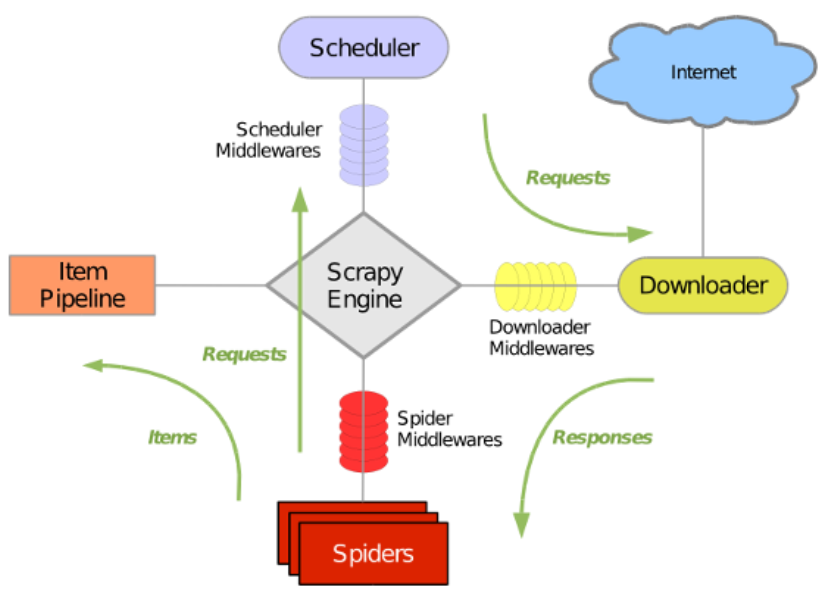 Scheduler
Internet
Scheduler
Middlewares
Requests
Item
Pipeline
Scrapy
Engine
Downloader
Downloader
Middlewares
Requests
Items
Spider
Middlewares
Responses
Spiders